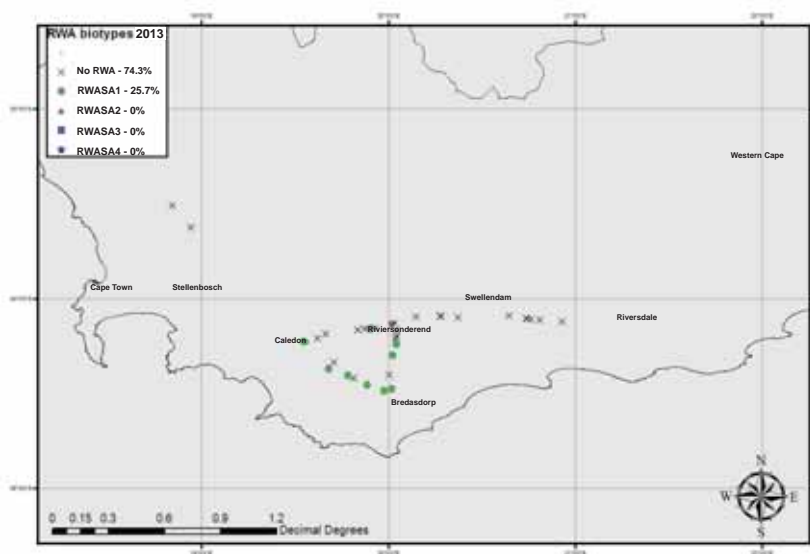 RWA biotypes 2013
No RWA - 74.3%
RWASA1 - 25.7%
RWASA2 - 0%
RWASA3 - 0%
RWASA4 - 0%
Western Cape
Cape Town
Stellenbosch
Swellendam
Riversdale
Riviersonderend
Caledon
Bredasdorp
N
W E
S
0 0.15 0.3 0.6 0.9 1.2
Decimal Degrees